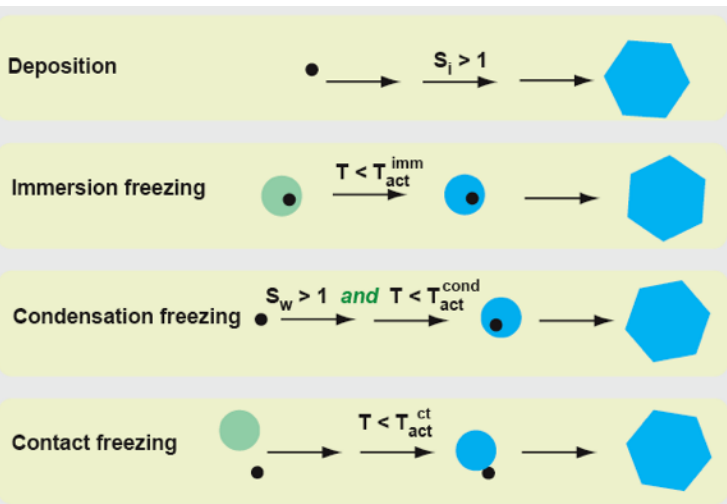 Deposition
S_i > 1
Immersion freezing
T < T_act^imm
Condensation freezing
S_w > 1 and T < T_act^cond
Contact freezing
T < T_act^ct